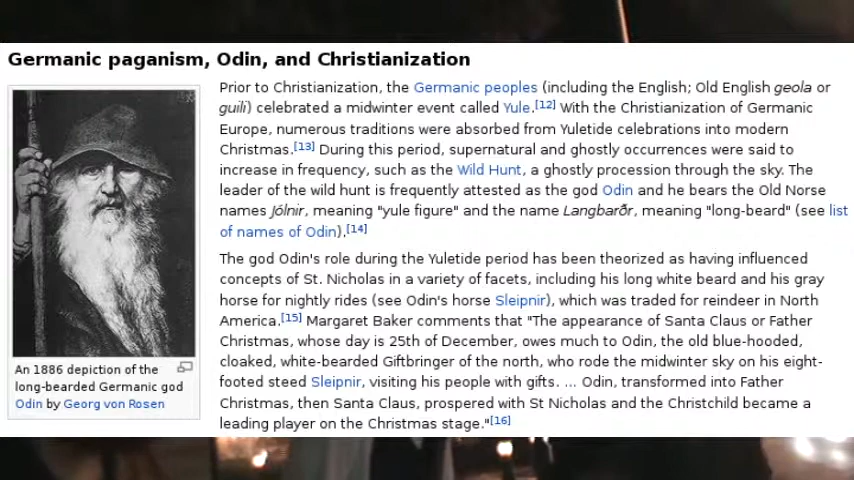 Germanic paganism, Odin, and Christianization
Prior to Christianization, the Germanic peoples (including the English; Old English geola or
guili) celebrated a midwinter event called Yule.[12] With the Christianization of Germanic
Europe, numerous traditions were absorbed from Yuletide celebrations into modern
Christmas.[13] During this period, supernatural and ghostly occurrences were said to
increase in frequency, such as the Wild Hunt, a ghostly procession through the sky. The
leader of the wild hunt is frequently attested as the god Odin and he bears the Old Norse
names Jólnir, meaning "yule figure" and the name Langbarðr, meaning "long-beard" (see list
of names of Odin).[14]
The god Odin's role during the Yuletide period has been theorized as having influenced
concepts of St. Nicholas in a variety of facets, including his long white beard and his gray
horse for nightly rides (see Odin's horse Sleipnir), which was traded for reindeer in North
America.[15] Margaret Baker comments that "The appearance of Santa Claus or Father
Christmas, whose day is 25th of December, owes much to Odin, the old blue-hooded,
cloaked, white-bearded Giftbringer of the north, who rode the midwinter sky on his eight-
footed steed Sleipnir, visiting his people with gifts. ... Odin, transformed into Father
Christmas, then Santa Claus, prospered with St Nicholas and the Christchild became a
leading player on the Christmas stage."[16]
An 1886 depiction of the
long-bearded Germanic god
Odin by Georg von Rosen